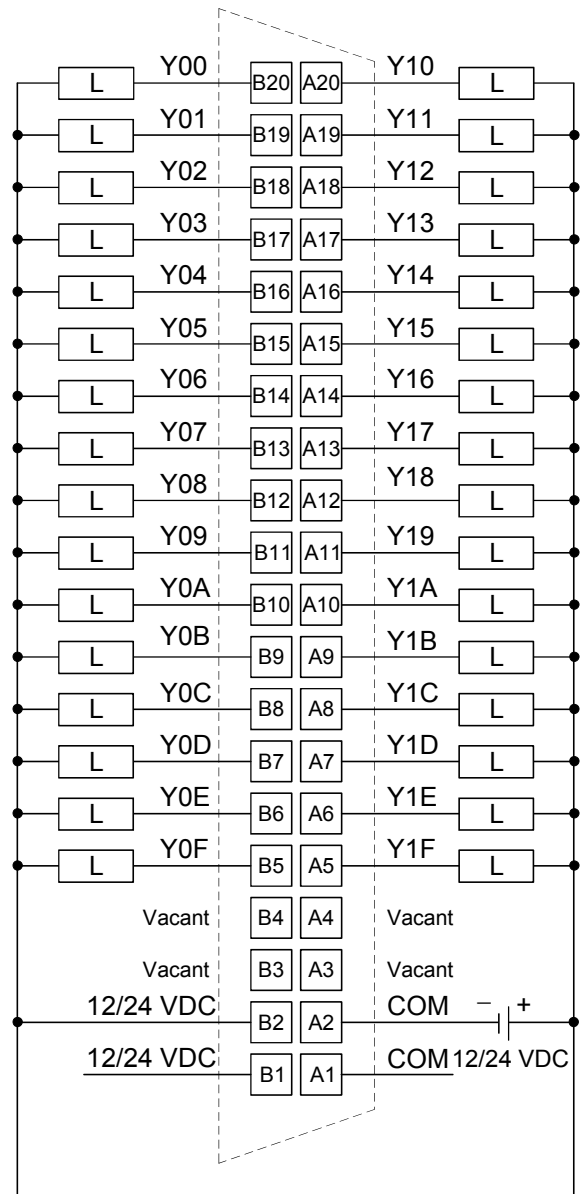 L Y00 B20 A20 Y10 L
L Y01 B19 A19 Y11 L
L Y02 B18 A18 Y12 L
L Y03 B17 A17 Y13 L
L Y04 B16 A16 Y14 L
L Y05 B15 A15 Y15 L
L Y06 B14 A14 Y16 L
L Y07 B13 A13 Y17 L
L Y08 B12 A12 Y18 L
L Y09 B11 A11 Y19 L
L Y0A B10 A10 Y1A L
L Y0B B9 A9 Y1B L
L Y0C B8 A8 Y1C L
L Y0D B7 A7 Y1D L
L Y0E B6 A6 Y1E L
L Y0F B5 A5 Y1F L
Vacant B4 A4 Vacant
Vacant B3 A3 Vacant
12/24 VDC B2 A2 COM − +
12/24 VDC B1 A1 COM 12/24 VDC